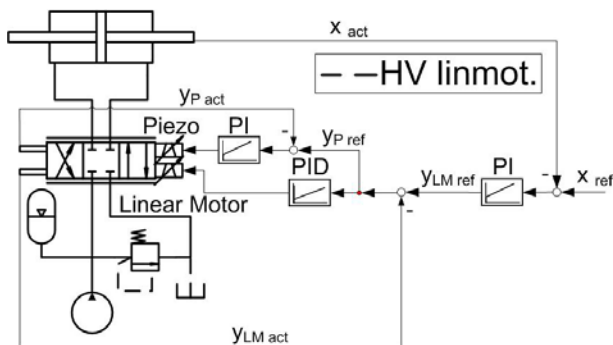 x act
HV linmot.
yP act
Piezo
PI
yP ref
PID
PI
yLM ref
x ref
Linear Motor
yLM act